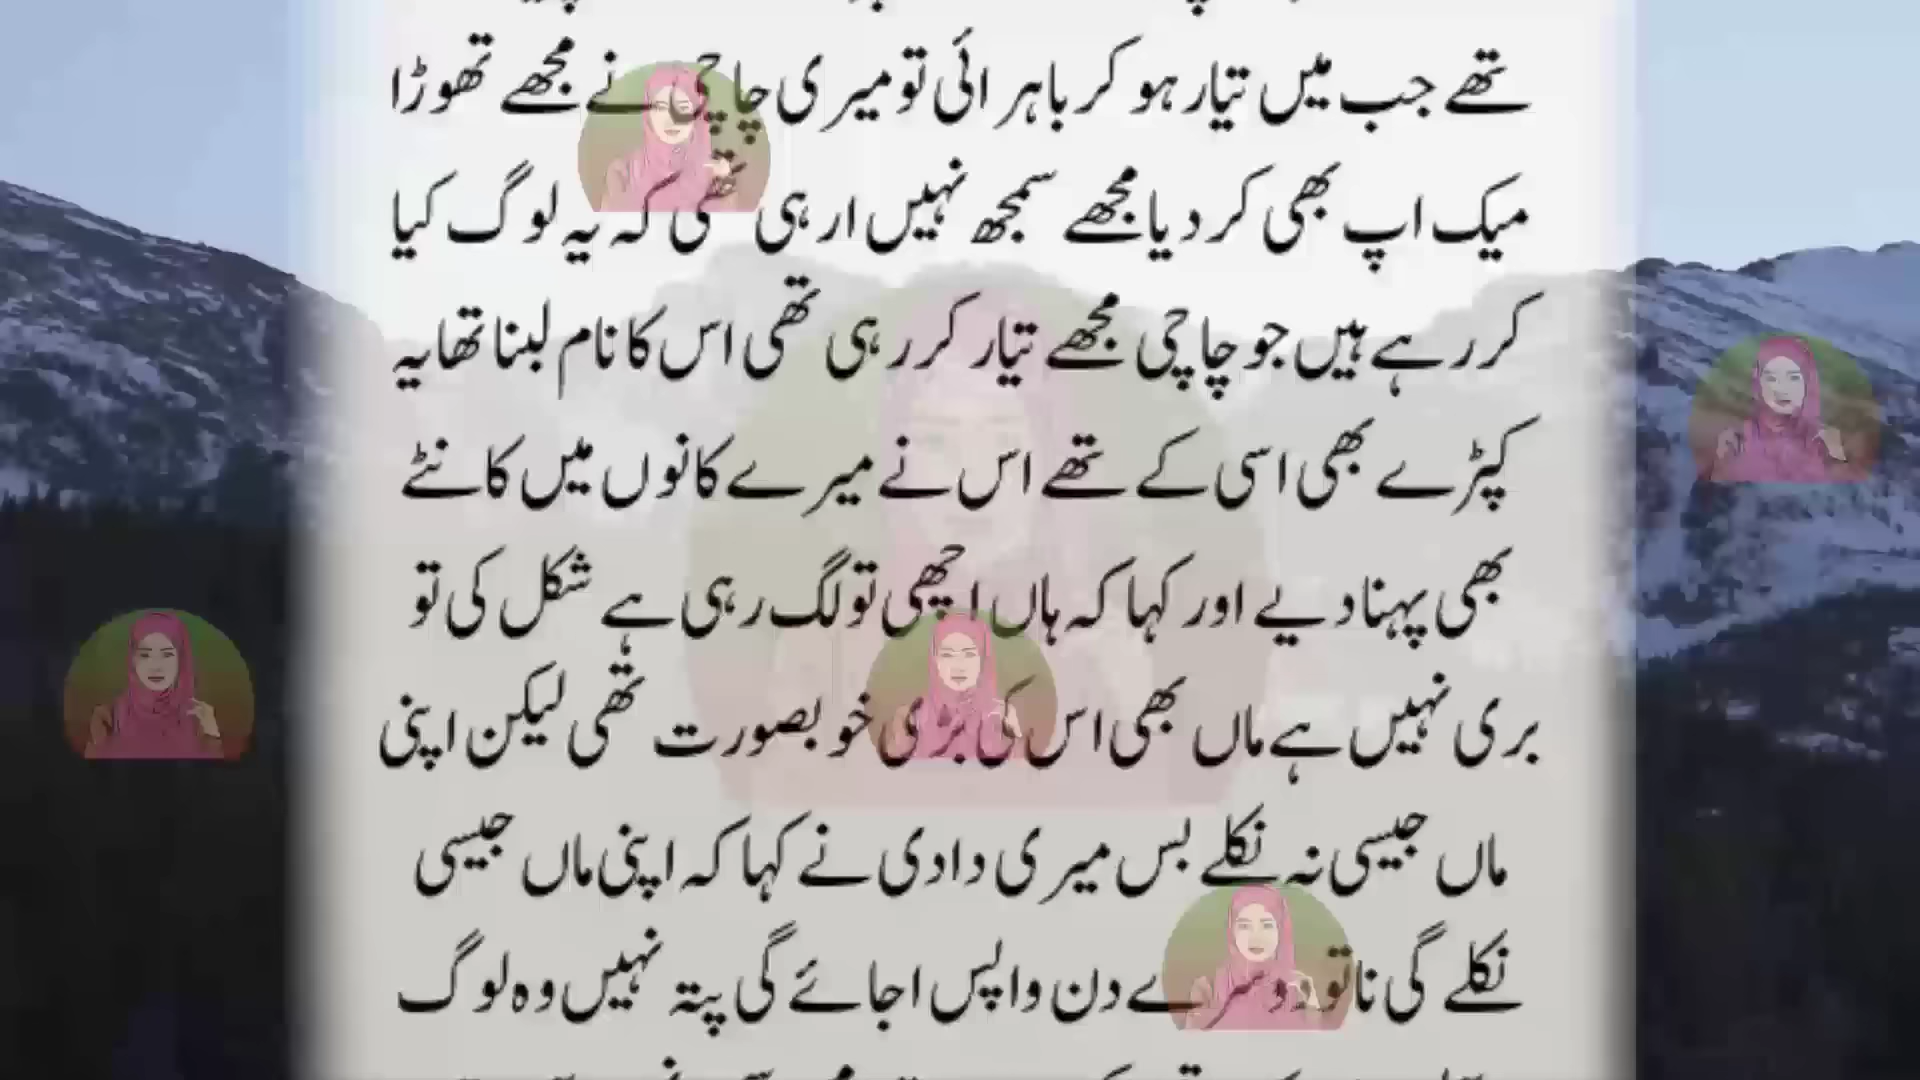 تھے جب میں تیار ہو کر باہر ائی تو میری چاچی نے مجھے تھوڑا
میک اپ بھی کر دیا مجھے سمجھ نہیں ار ہی تھی کہ یہ لوگ کیا
کر رہے ہیں جو چاچی مجھے تیار کر رہی تھی اس کا نام لبنا تھا یہ
کپڑے بھی اسی کے تھے اس نے میرے کانوں میں کانٹے
بھی پہنا دیے اور کہا کہ ہاں اچھی تو لگ رہی ہے شکل کی تو
بری نہیں ہے ماں بھی اس کی بڑی خوبصورت تھی لیکن اپنی
ماں جیسی نہ نکلے بس میری دادی نے کہا کہ اپنی ماں جیسی
نکلے گی نا تو دوسرے دن واپس اجائے گی پتہ نہیں وہ لوگ